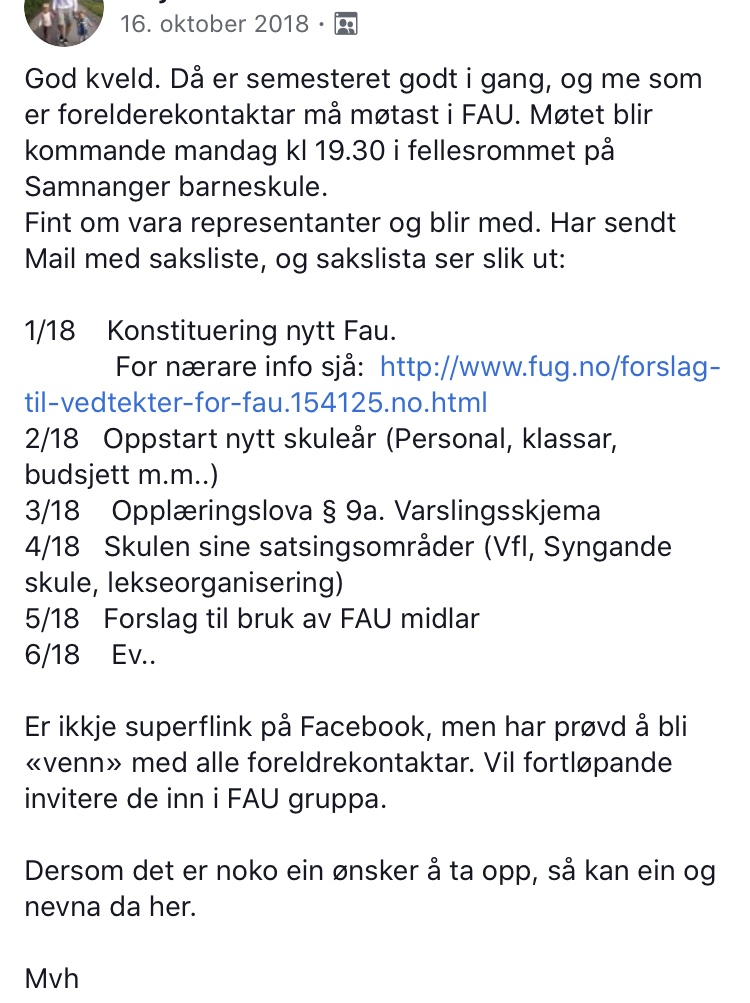 16. oktober 2018 ·
God kveld. Då er semesteret godt i gang, og me som
er forelderekontaktar må møtast i FAU. Møtet blir
kommande mandag kl 19.30 i fellesrommet på
Samnanger barneskule.
Fint om vara representanter og blir med. Har sendt
Mail med saksliste, og sakslista ser slik ut:
1/18 Konstituering nytt Fau.
For nærare info sjå: http://www.fug.no/forslag-
til-vedtekter-for-fau.154125.no.html
2/18 Oppstart nytt skuleår (Personal, klassar,
budsjett m.m..)
3/18 Opplæringslova § 9a. Varslingsskjema
4/18 Skulen sine satsingsområder (Vfl, Syngande
skule, lekseorganisering)
5/18 Forslag til bruk av FAU midlar
6/18 Ev..
Er ikkje superflink på Facebook, men har prøvd å bli
«venn» med alle foreldrekontaktar. Vil fortløpande
invitere de inn i FAU gruppa.
Dersom det er noko ein ønsker å ta opp, så kan ein og
nevna da her.
Mvh